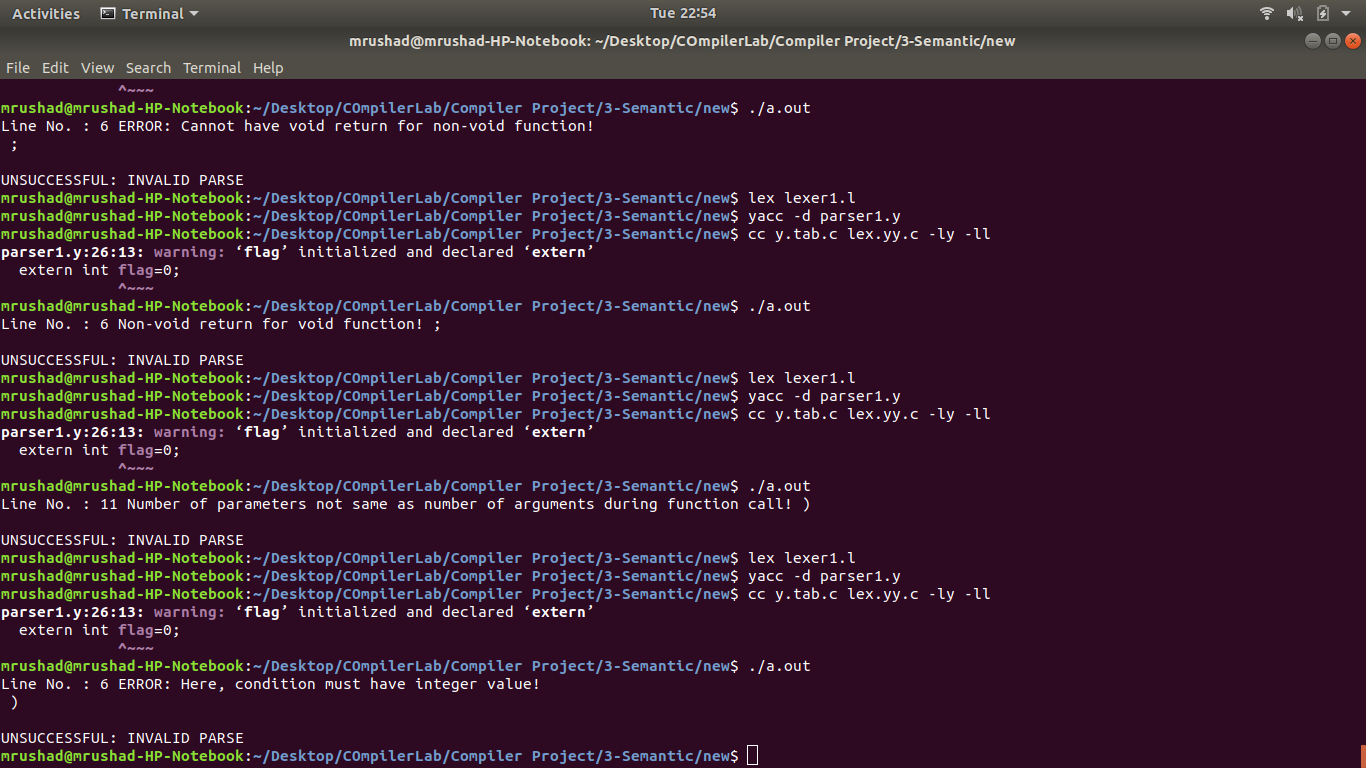 Activities Terminal Tue 22:54
mrushad@mrushad-HP-Notebook: ~/Desktop/COmpilerLab/Compiler Project/3-Semantic/new
File Edit View Search Terminal Help
^~~~
mrushad@mrushad-HP-Notebook:~/Desktop/COmpilerLab/Compiler Project/3-Semantic/new$ ./a.out
Line No. : 6 ERROR: Cannot have void return for non-void function!
;
UNSUCCESSFUL: INVALID PARSE
mrushad@mrushad-HP-Notebook:~/Desktop/COmpilerLab/Compiler Project/3-Semantic/new$ lex lexer1.l
mrushad@mrushad-HP-Notebook:~/Desktop/COmpilerLab/Compiler Project/3-Semantic/new$ yacc -d parser1.y
mrushad@mrushad-HP-Notebook:~/Desktop/COmpilerLab/Compiler Project/3-Semantic/new$ cc y.tab.c lex.yy.c -ly -ll
parser1.y:26:13: warning: ‘flag’ initialized and declared ‘extern’
extern int flag=0;
^~~~
mrushad@mrushad-HP-Notebook:~/Desktop/COmpilerLab/Compiler Project/3-Semantic/new$ ./a.out
Line No. : 6 Non-void return for void function! ;
UNSUCCESSFUL: INVALID PARSE
mrushad@mrushad-HP-Notebook:~/Desktop/COmpilerLab/Compiler Project/3-Semantic/new$ lex lexer1.l
mrushad@mrushad-HP-Notebook:~/Desktop/COmpilerLab/Compiler Project/3-Semantic/new$ yacc -d parser1.y
mrushad@mrushad-HP-Notebook:~/Desktop/COmpilerLab/Compiler Project/3-Semantic/new$ cc y.tab.c lex.yy.c -ly -ll
parser1.y:26:13: warning: ‘flag’ initialized and declared ‘extern’
extern int flag=0;
^~~~
mrushad@mrushad-HP-Notebook:~/Desktop/COmpilerLab/Compiler Project/3-Semantic/new$ ./a.out
Line No. : 11 Number of parameters not same as number of arguments during function call! )
UNSUCCESSFUL: INVALID PARSE
mrushad@mrushad-HP-Notebook:~/Desktop/COmpilerLab/Compiler Project/3-Semantic/new$ lex lexer1.l
mrushad@mrushad-HP-Notebook:~/Desktop/COmpilerLab/Compiler Project/3-Semantic/new$ yacc -d parser1.y
mrushad@mrushad-HP-Notebook:~/Desktop/COmpilerLab/Compiler Project/3-Semantic/new$ cc y.tab.c lex.yy.c -ly -ll
parser1.y:26:13: warning: ‘flag’ initialized and declared ‘extern’
extern int flag=0;
^~~~
mrushad@mrushad-HP-Notebook:~/Desktop/COmpilerLab/Compiler Project/3-Semantic/new$ ./a.out
Line No. : 6 ERROR: Here, condition must have integer value!
)
UNSUCCESSFUL: INVALID PARSE
mrushad@mrushad-HP-Notebook:~/Desktop/COmpilerLab/Compiler Project/3-Semantic/new$